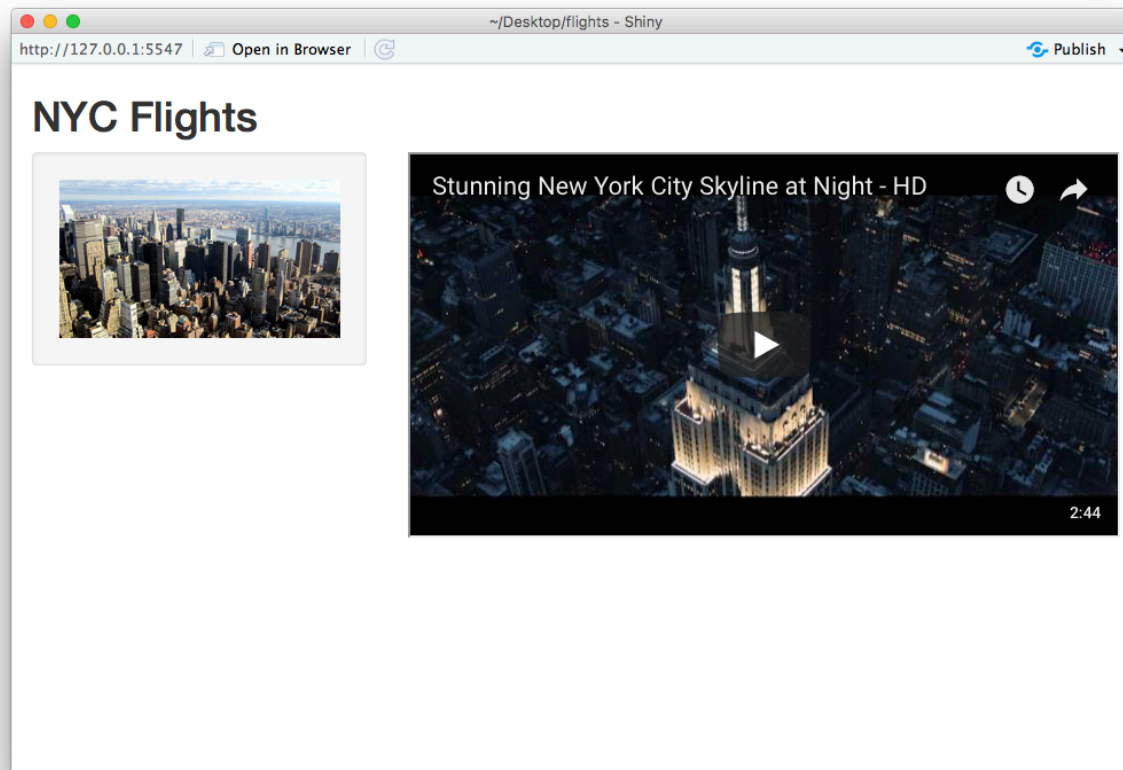 ~/Desktop/flights - Shiny
http://127.0.0.1:5547 Open in Browser Publish
NYC Flights
Stunning New York City Skyline at Night - HD
2:44